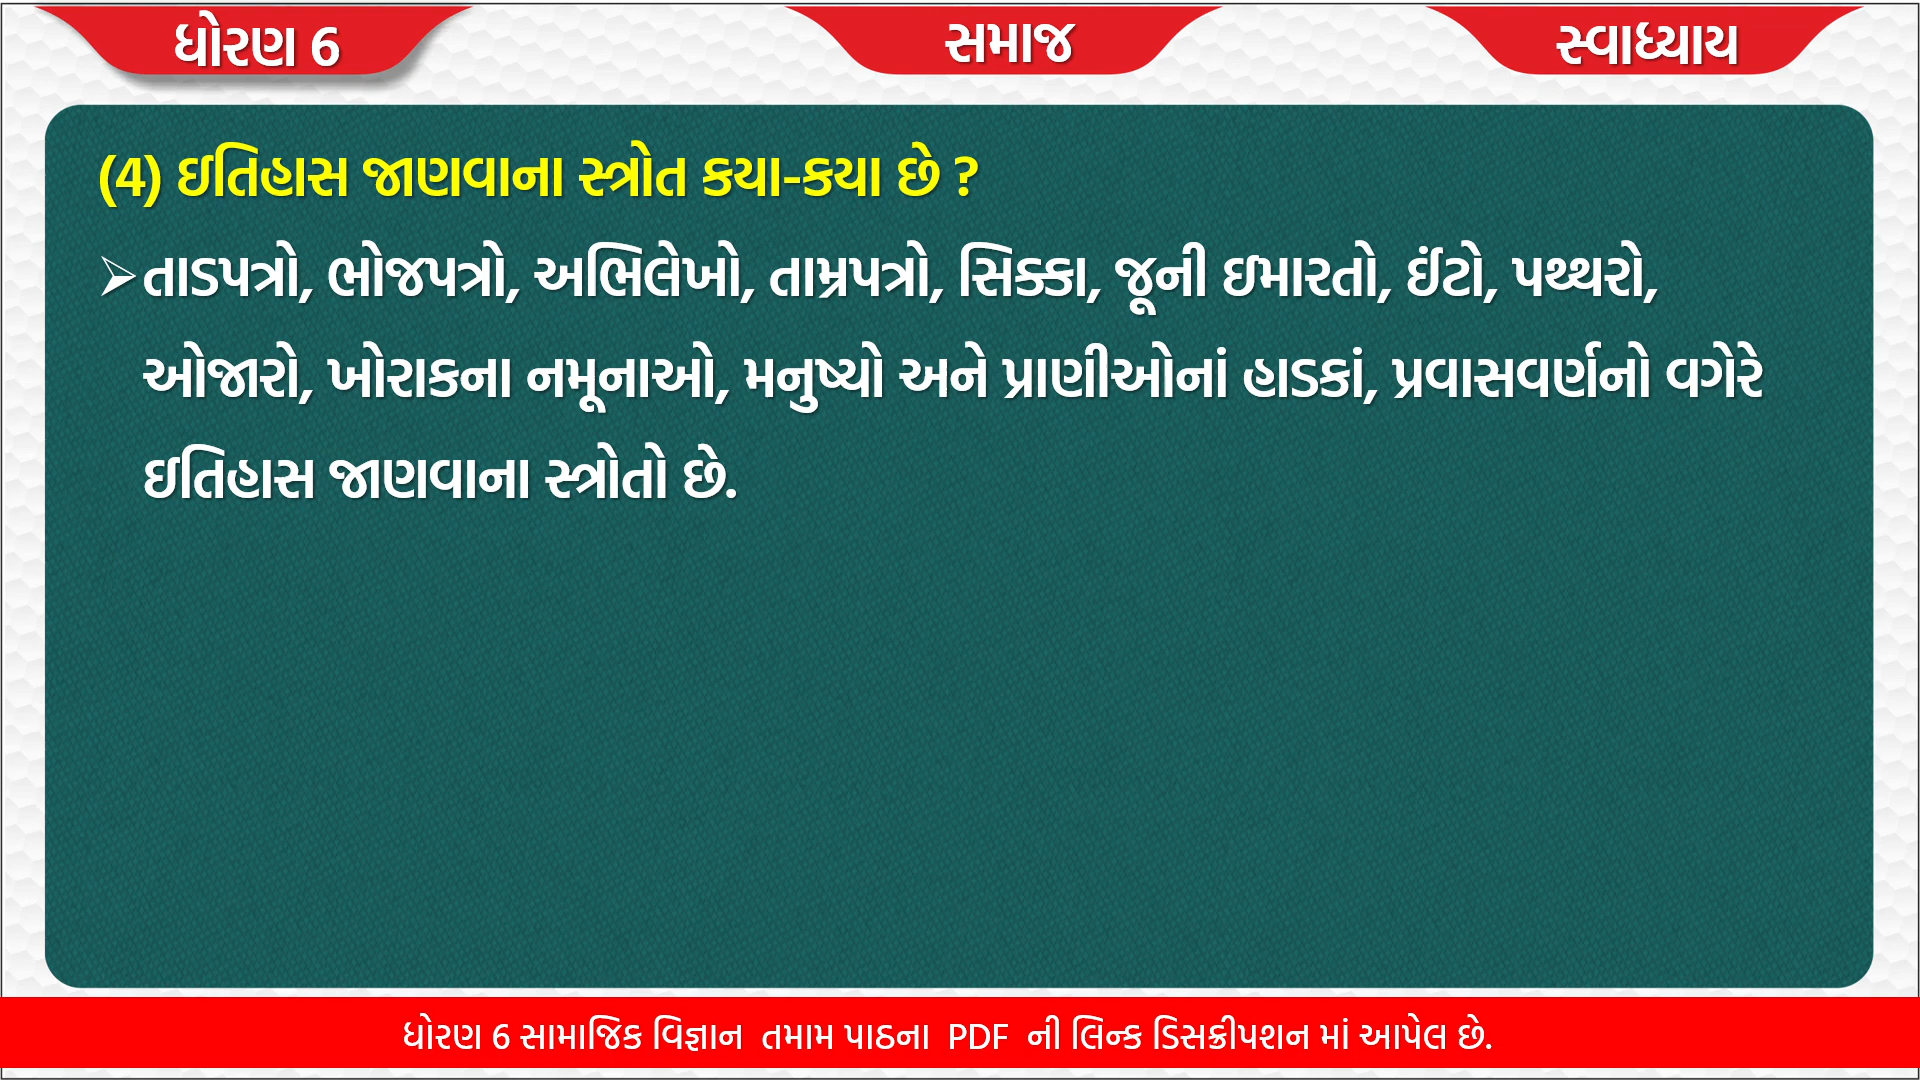 ધોરણ 6
સમાજ
સ્વાધ્યાય
(4) ઇતિહાસ જાણવાના સ્ત્રોત કયા-કયા છે ?
➢તાડપત્રો, ભોજપત્રો, અભિલેખો, તામ્રપત્રો, સિક્કા, જૂની ઇમારતો, ઈંટો, પથ્થરો,
ઓજારો, ખોરાકના નમૂનાઓ, મનુષ્યો અને પ્રાણીઓનાં હાડકાં, પ્રવાસવર્ણનો વગેરે
ઇતિહાસ જાણવાના સ્ત્રોતો છે.
ધોરણ 6 સામાજિક વિજ્ઞાન તમામ પાઠના PDF ની લિન્ક ડિસક્રીપશન માં આપેલ છે.